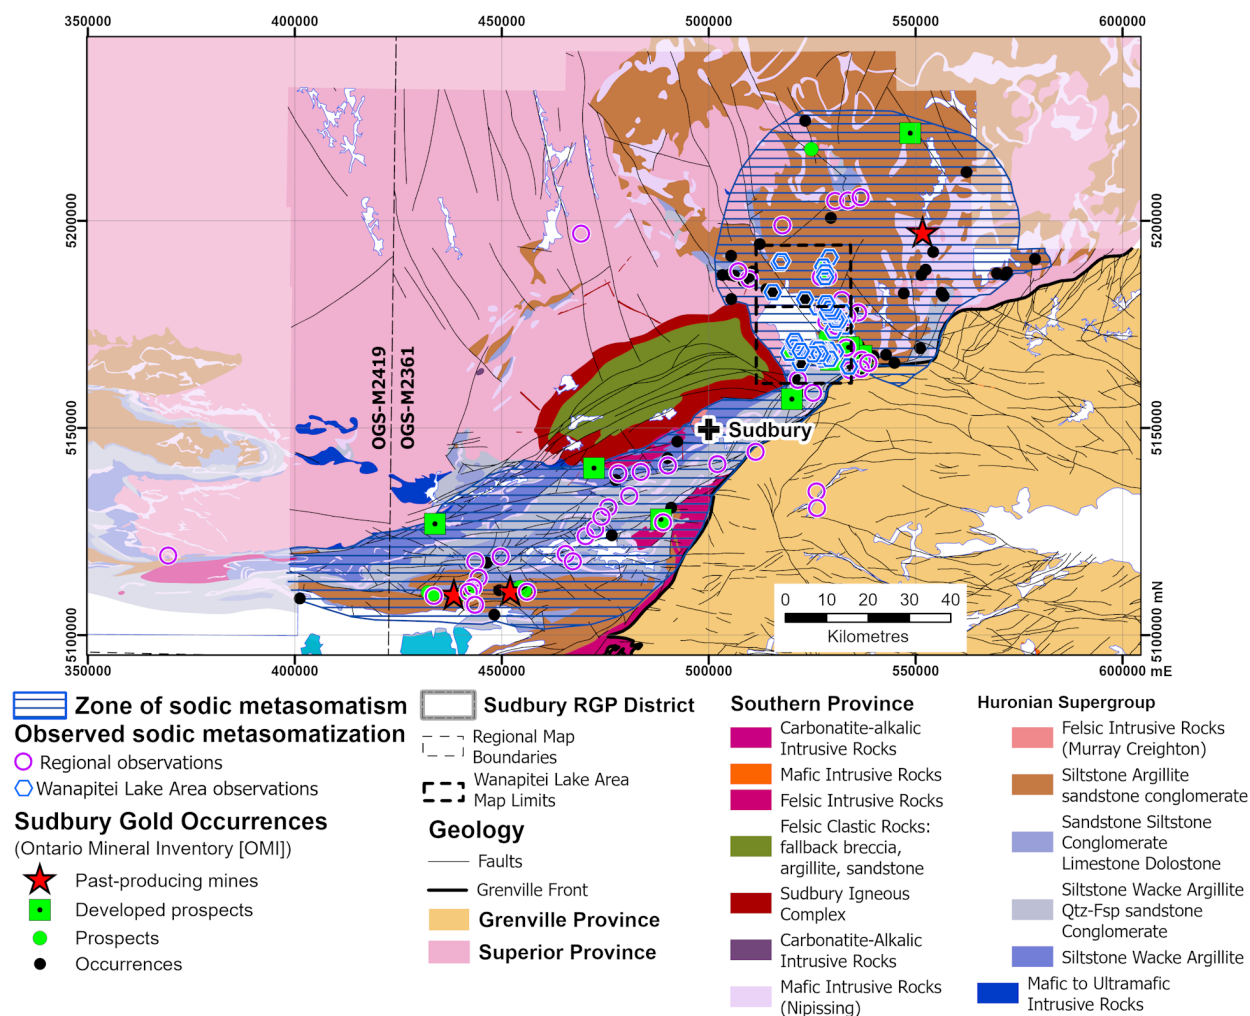 350000 400000 450000 500000 550000 600000
5200000
5200000
OGS-M2419
OGS-M2361
5150000
5150000
Sudbury
0 10 20 30 40
Kilometres
5100000
5100000 mN
350000 400000 450000 500000 550000 600000 mE
Zone of sodic metasomatism
Observed sodic metasomatization
Regional observations
Wanapitei Lake Area observations
Sudbury Gold Occurrences
(Ontario Mineral Inventory [OMI])
Past-producing mines
Developed prospects
Prospects
Occurrences
Sudbury RGP District
Regional Map
Boundaries
Wanapitei Lake Area
Map Limits
Geology
Faults
Grenville Front
Grenville Province
Superior Province
Southern Province
Carbonatite-alkalic
Intrusive Rocks
Mafic Intrusive Rocks
Felsic Intrusive Rocks
Felsic Clastic Rocks:
fallback breccia,
argillite, sandstone
Sudbury Igneous
Complex
Carbonatite-Alkalic
Intrusive Rocks
Mafic Intrusive Rocks
(Nipissing)
Huronian Supergroup
Felsic Intrusive Rocks
(Murray Creighton)
Siltstone Argillite
sandstone conglomerate
Sandstone Siltstone
Conglomerate
Limestone Dolostone
Siltstone Wacke Argillite
Qtz-Fsp sandstone
Conglomerate
Siltstone Wacke Argillite
Mafic to Ultramafic
Intrusive Rocks